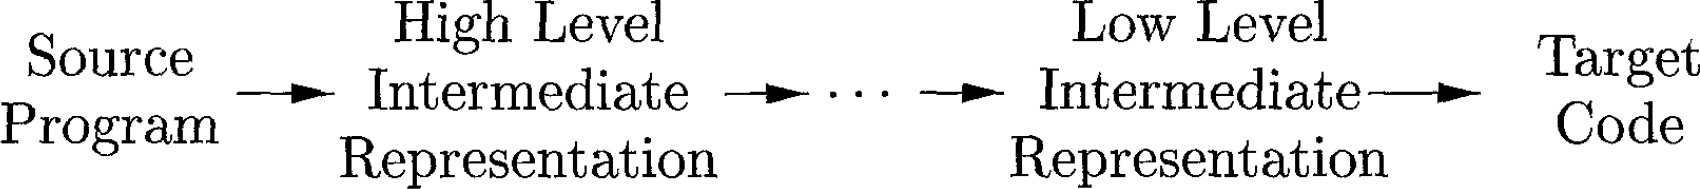 Source
Program
High Level
Intermediate
Representation
· · ·
Low Level
Intermediate
Representation
Target
Code